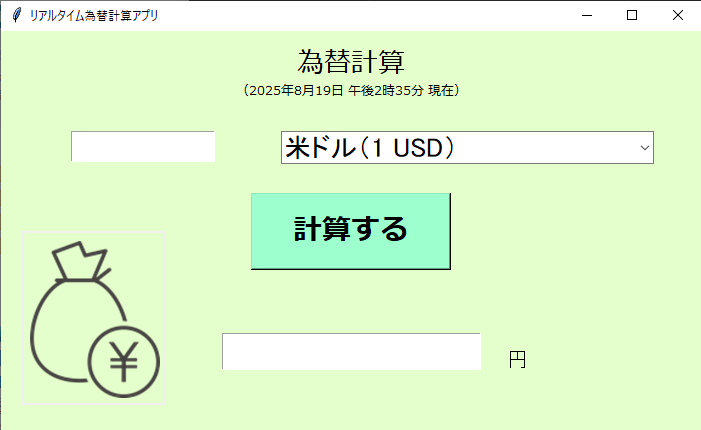 リアルタイム為替計算アプリ
為替計算
（2025年8月19日 午後2時35分 現在）
米ドル（1 USD）
計算する
¥
円